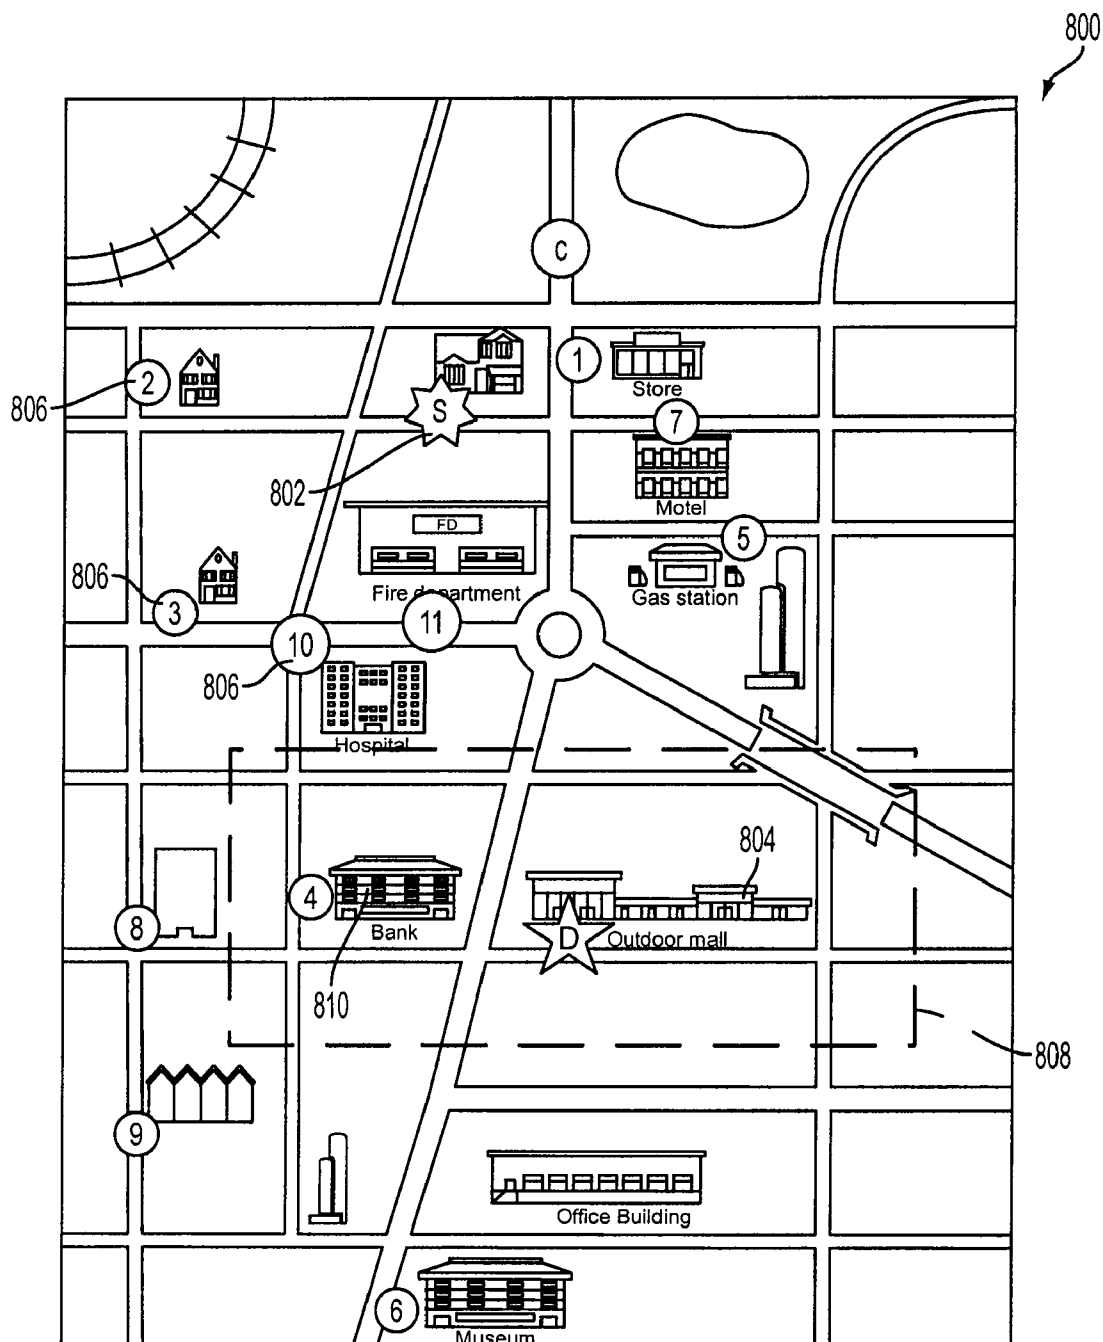 800
C
1
Store
2
806
S
7
802
Motel
FD
5
806
Fire department
Gas station
3
11
10
806
Hospital
804
4
8
Bank
D
Outdoor mall
810
808
9
Office Building
6
Museum